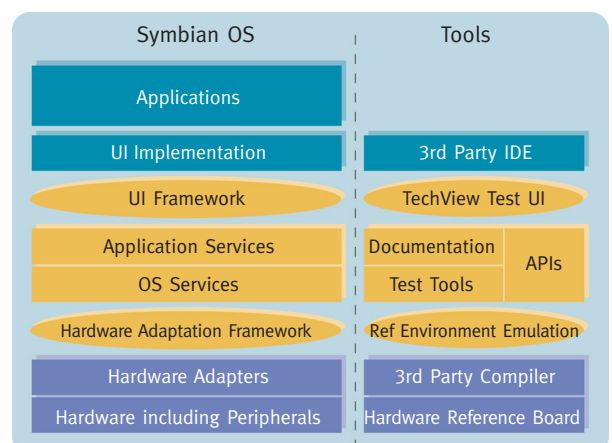 Symbian OS
Tools
Applications
UI Implementation
3rd Party IDE
UI Framework
TechView Test UI
Application Services
Documentation
APIs
OS Services
Test Tools
Hardware Adaptation Framework
Ref Environment Emulation
Hardware Adapters
3rd Party Compiler
Hardware including Peripherals
Hardware Reference Board